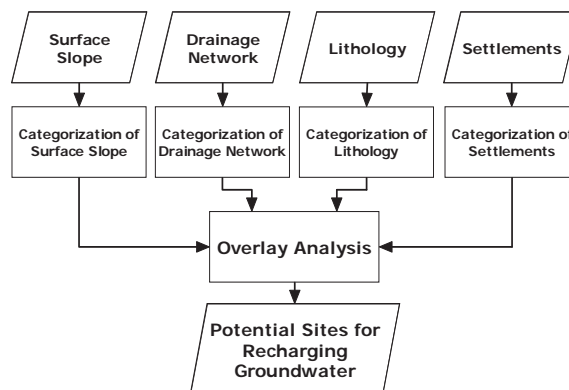 Surface
Slope
Drainage
Network
Lithology
Settlements
Categorization of
Surface Slope
Categorization of
Drainage Network
Categorization of
Lithology
Categorization of
Settlements
Overlay Analysis
Potential Sites for
Recharging
Groundwater